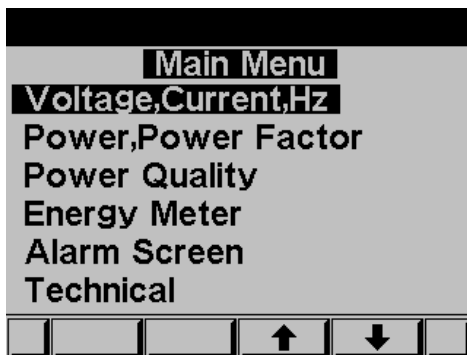 Main Menu
Voltage,Current,Hz
Power,Power Factor
Power Quality
Energy Meter
Alarm Screen
Technical